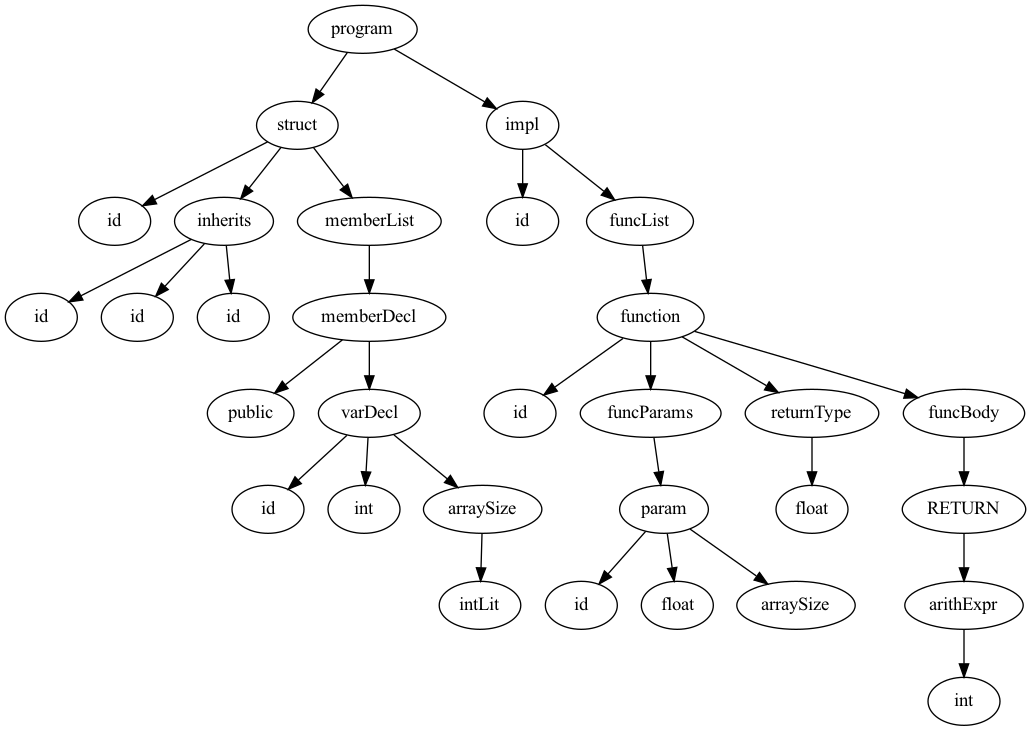 program
struct
impl
id
inherits
memberList
id
funcList
id
id
id
memberDecl
function
public
varDecl
id
funcParams
returnType
funcBody
id
int
arraySize
param
float
RETURN
intLit
id
float
arraySize
arithExpr
int